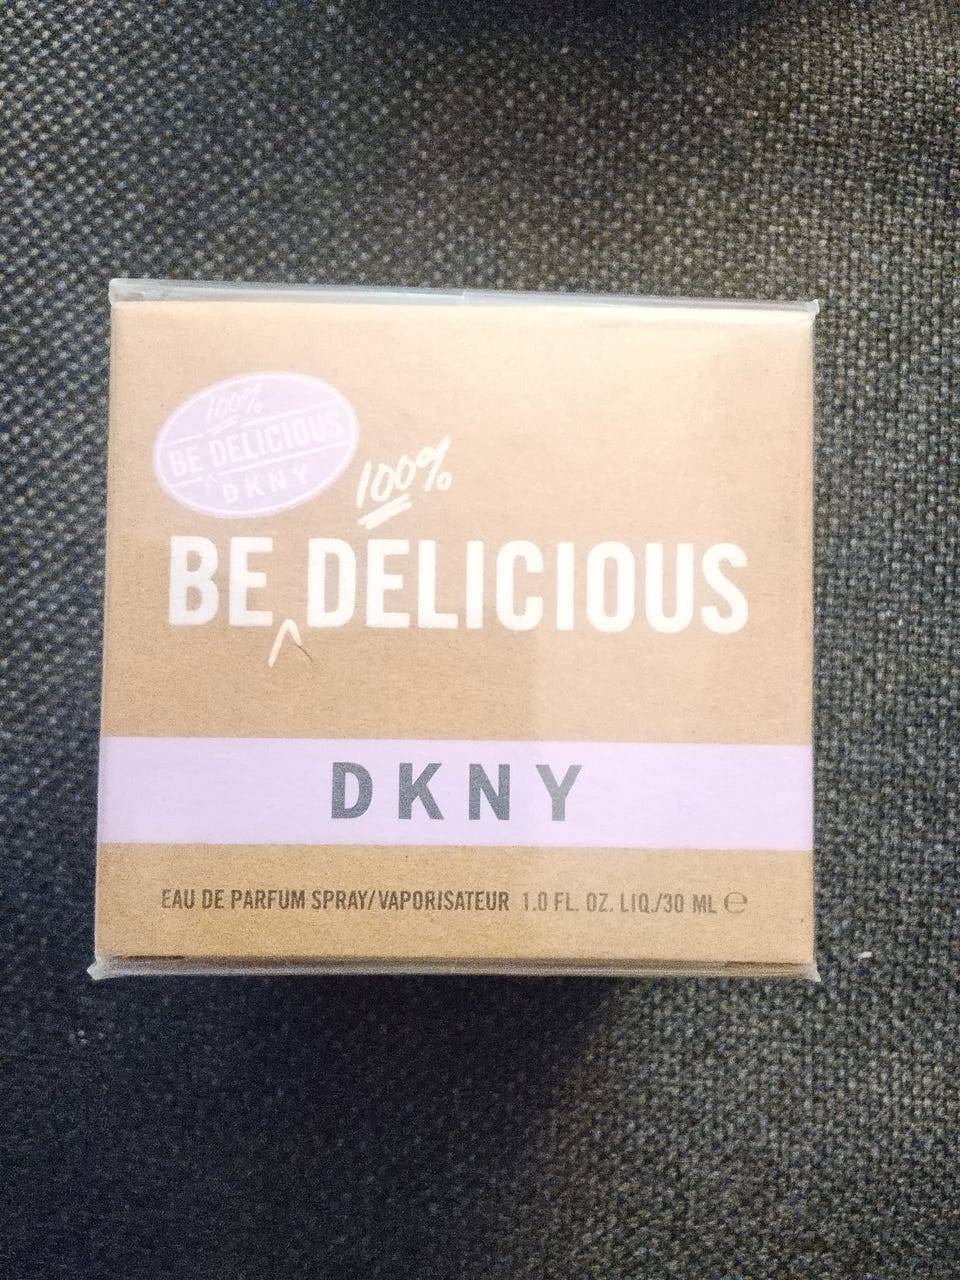 100%
BE DELICIOUS
DKNY
100%
BE DELICIOUS
DKNY
EAU DE PARFUM SPRAY/VAPORISATEUR 1.0 FL. OZ. LIQ./30 ML ℮